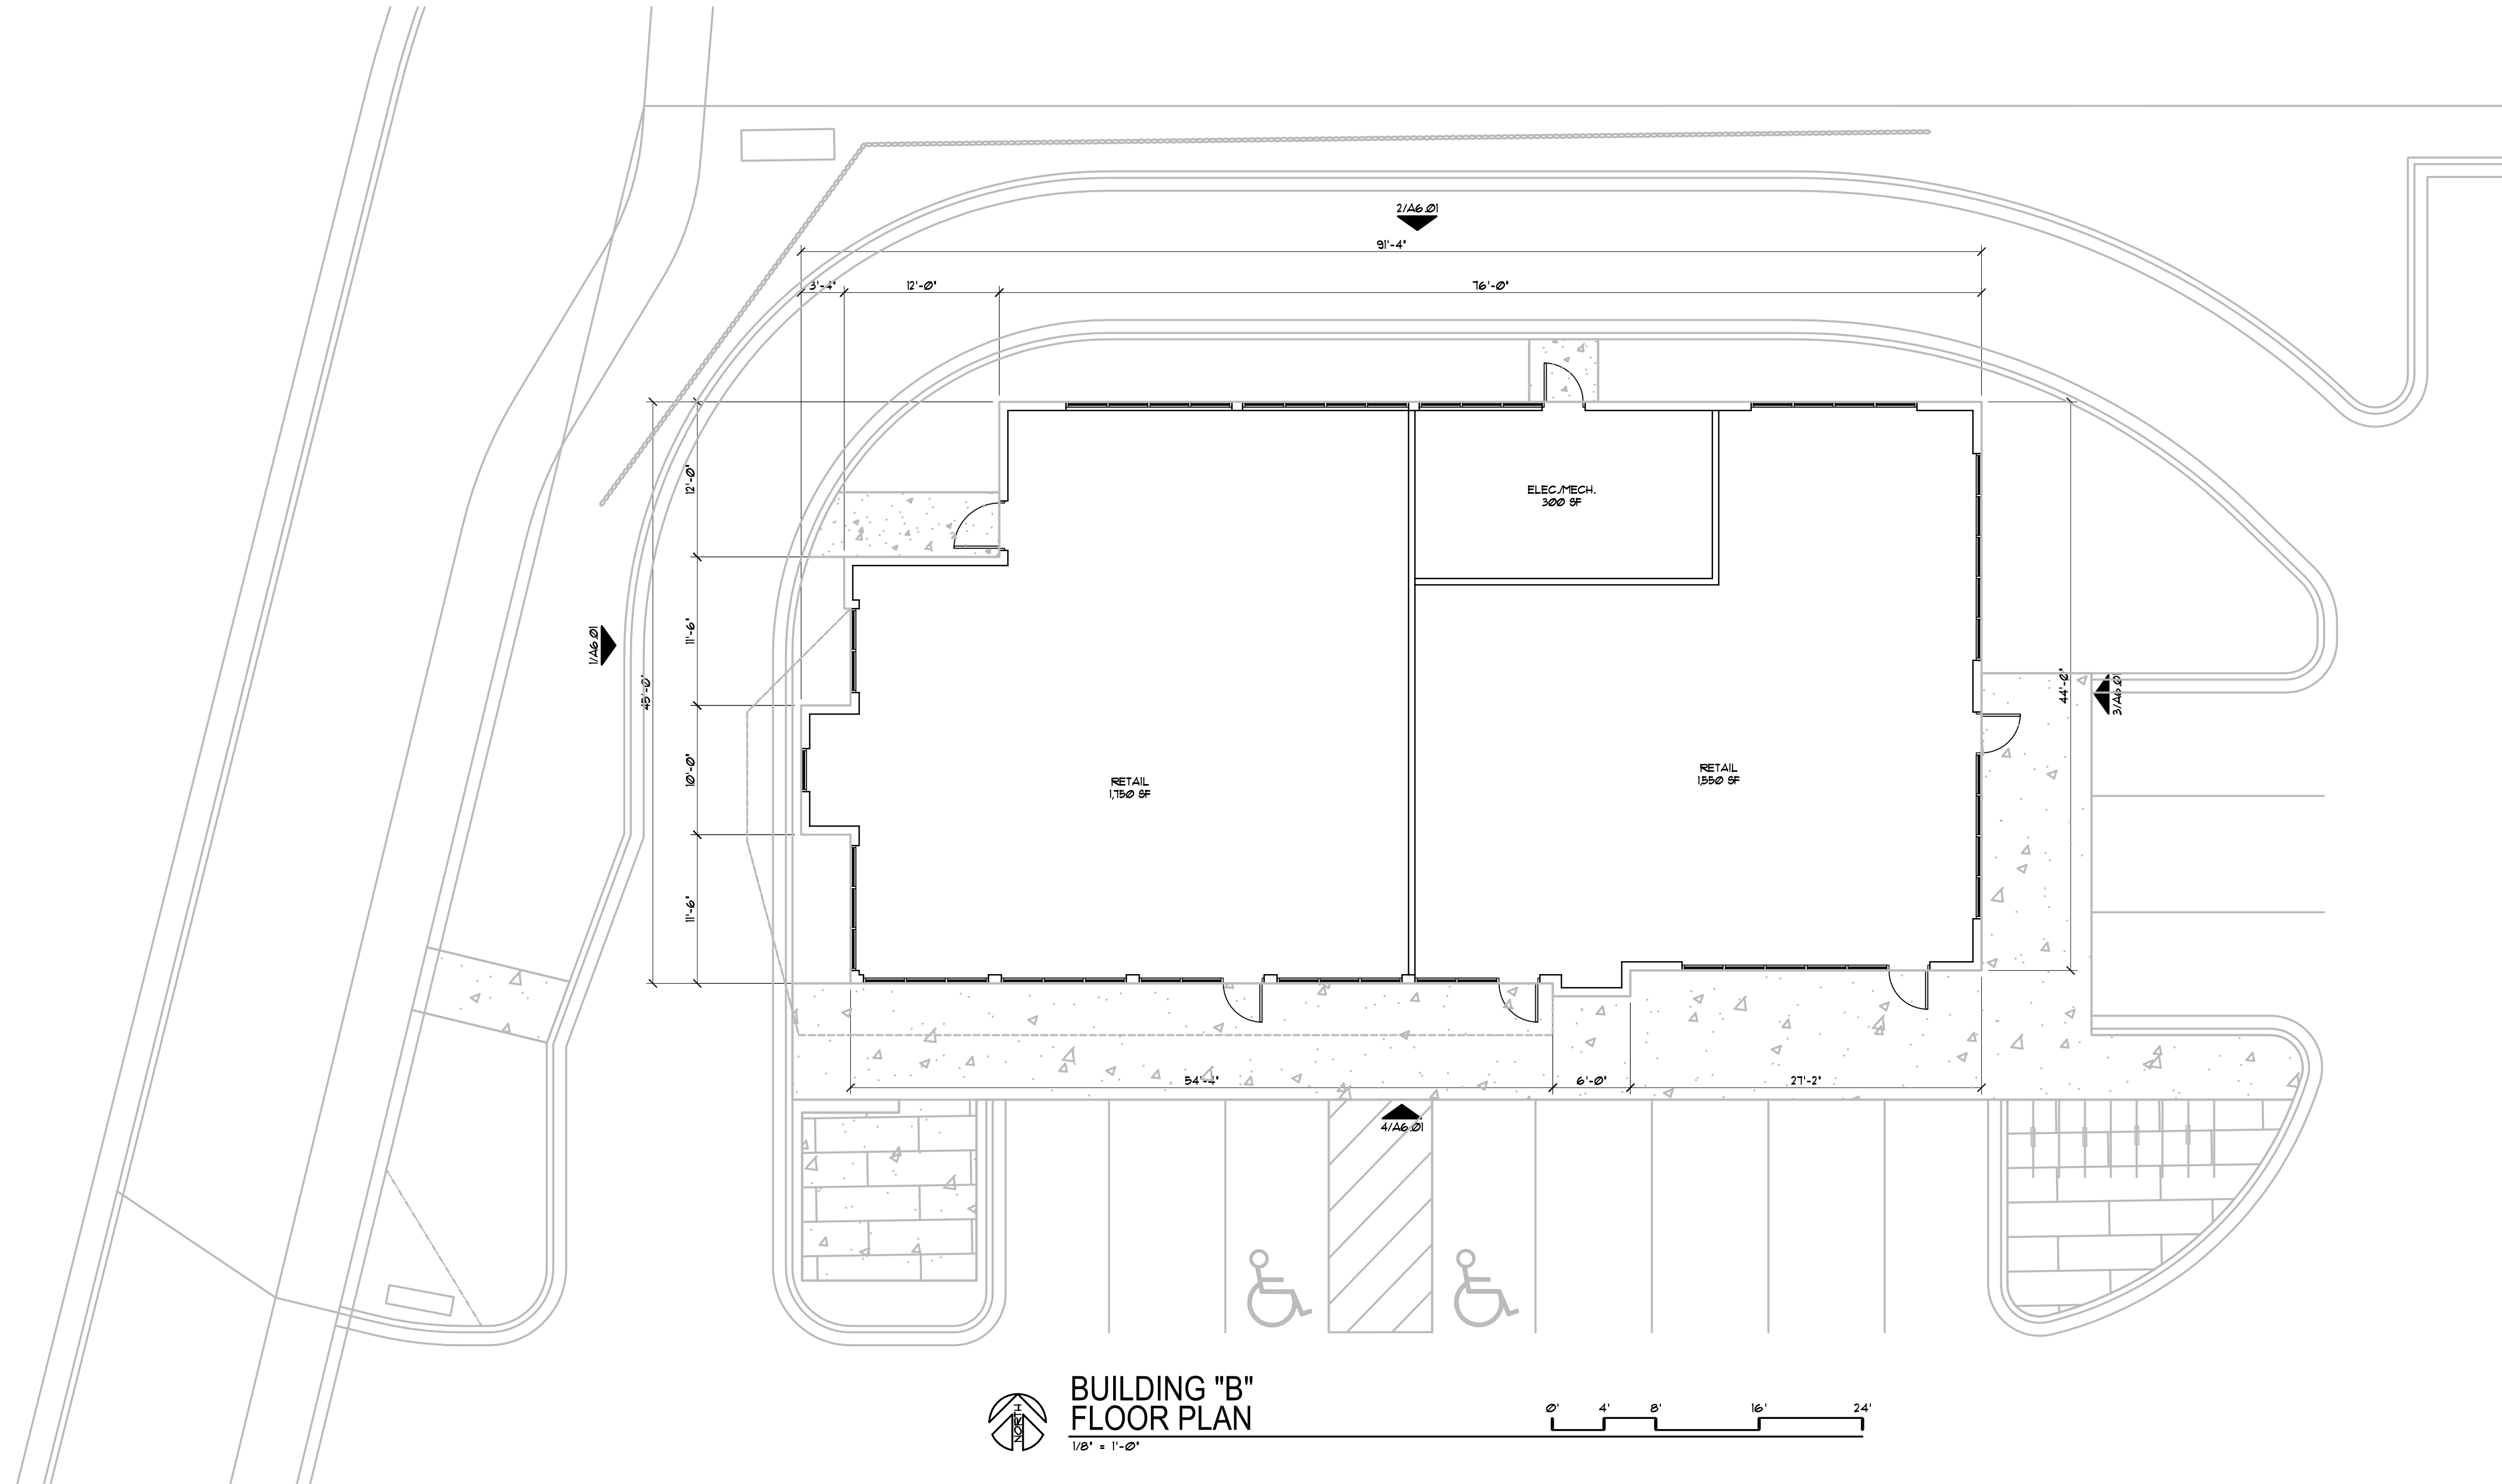 2/A6.01
91'-4"
3'-4"
12'-0"
76'-0"
12'-0"
ELEC./MECH.
300 SF
11'-6"
1/A6.01
45'-0"
44'-0"
3/A6.01
10'-0"
RETAIL
1,750 SF
RETAIL
1,550 SF
11'-6"
54'-4"
6'-0"
27'-2"
4/A6.01
NORTH
BUILDING "B"
FLOOR PLAN
1/8" = 1'-0"
0' 4' 8' 16' 24'